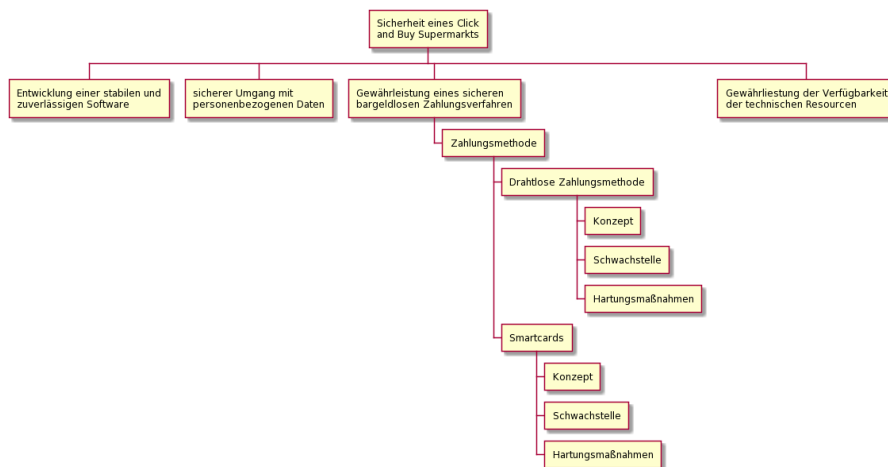 Sicherheit eines Click
and Buy Supermarkts
Entwicklung einer stabilen und
zuverlässigen Software
sicherer Umgang mit
personenbezogenen Daten
Gewährleistung eines sicheren
bargeldlosen Zahlungsverfahren
Gewährliestung der Verfügbarkeit
der technischen Resourcen
Zahlungsmethode
Drahtlose Zahlungsmethode
Konzept
Schwachstelle
Hartungsmaßnahmen
Smartcards
Konzept
Schwachstelle
Hartungsmaßnahmen